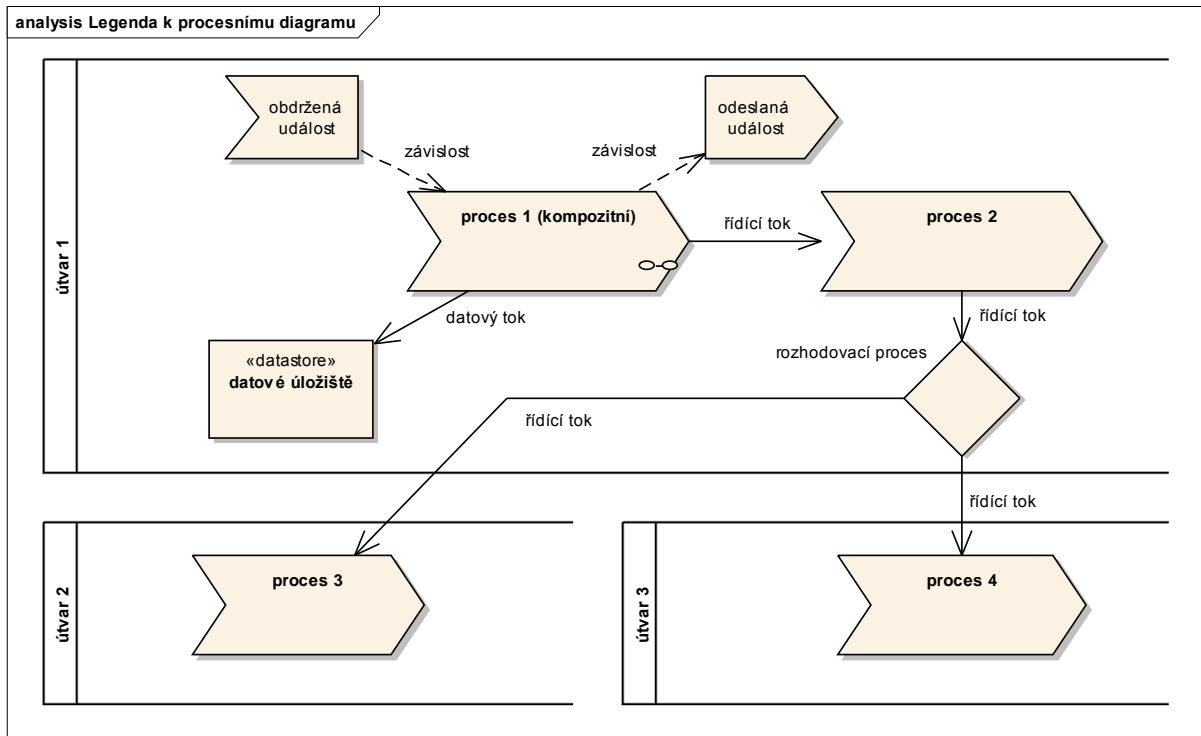 analysis Legenda k procesnímu diagramu
útvar 1
obdržená
událost
odeslaná
událost
závislost
závislost
proces 1 (kompozitní)
řídící tok
proces 2
datový tok
řídící tok
«datastore»
datové úložiště
rozhodovací proces
řídící tok
řídící tok
útvar 2
proces 3
útvar 3
proces 4